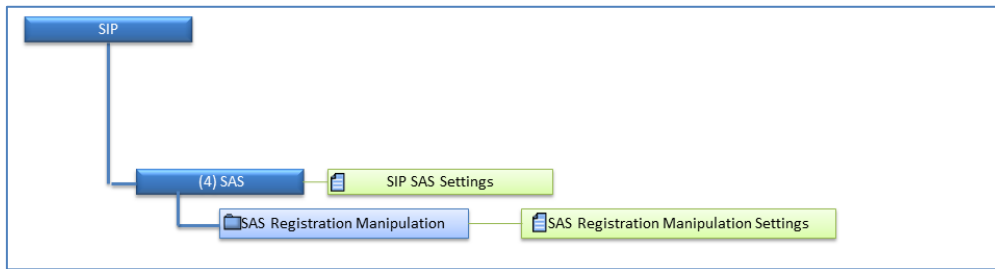 SIP
(4) SAS
SIP SAS Settings
SAS Registration Manipulation
SAS Registration Manipulation Settings